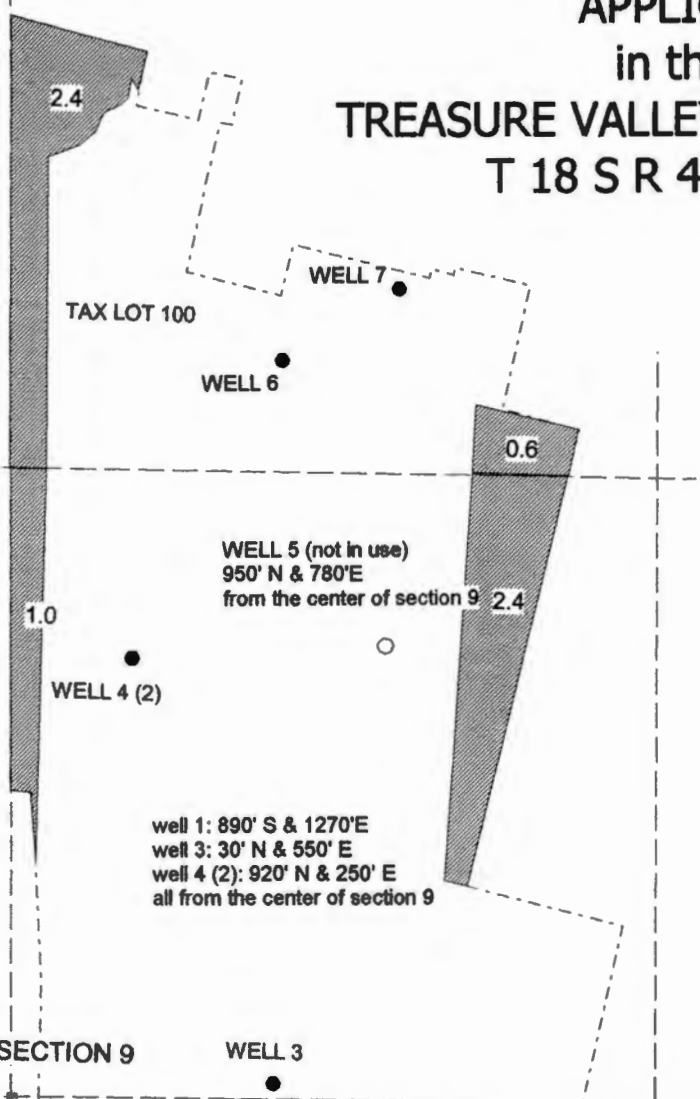 APPLI
in th
TREASURE VALLE
T 18 S R 4
2.4
WELL 7
TAX LOT 100
WELL 6
0.6
WELL 5 (not in use)
950' N & 780'E
from the center of section 9
2.4
1.0
WELL 4 (2)
well 1: 890' S & 1270'E
well 3: 30' N & 550' E
well 4 (2): 920' N & 250' E
all from the center of section 9
SECTION 9
WELL 3